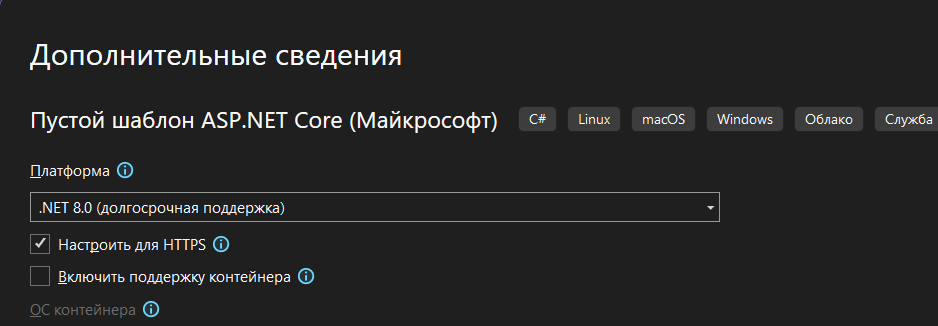 Дополнительные сведения
Пустой шаблон ASP.NET Core (Майкрософт) C# Linux macOS Windows Облако Служба
Платформа
.NET 8.0 (долгосрочная поддержка)
Настроить для HTTPS
Включить поддержку контейнера
ОС контейнера